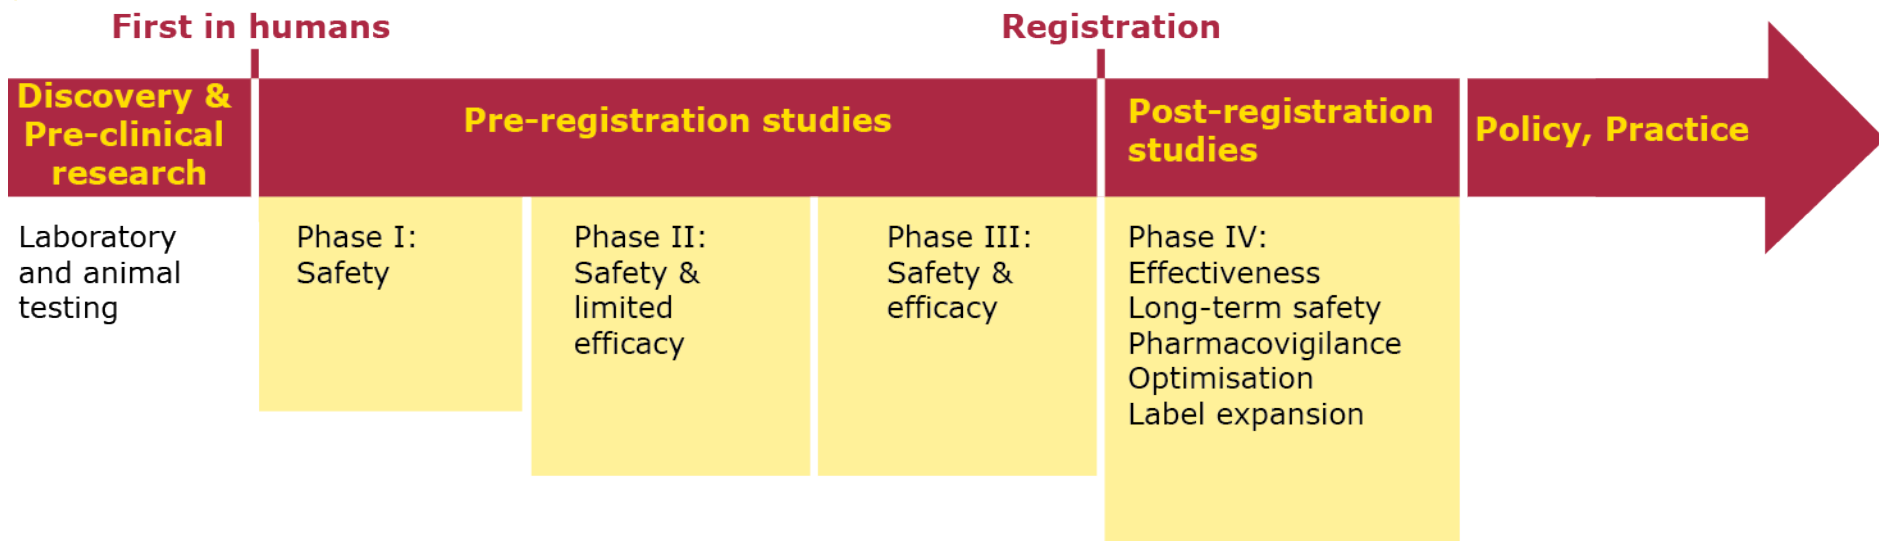 First in humans
Registration
Discovery &
Pre-clinical
research
Pre-registration studies
Post-registration
studies
Policy, Practice
Laboratory
and animal
testing
Phase I:
Safety
Phase II:
Safety &
limited
efficacy
Phase III:
Safety &
efficacy
Phase IV:
Effectiveness
Long-term safety
Pharmacovigilance
Optimisation
Label expansion